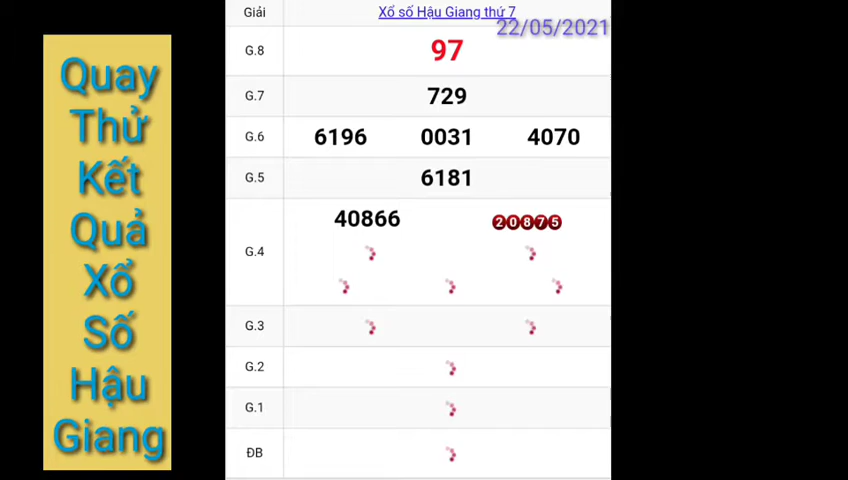 Quay
Thử
Kết
Quả
Xổ
Số
Hậu
Giang
Giải Xổ số Hậu Giang thứ 7
22/05/2021
G.8 97
G.7 729
G.6 6196 0031 4070
G.5 6181
G.4 40866 20875
G.3
G.2
G.1
ĐB